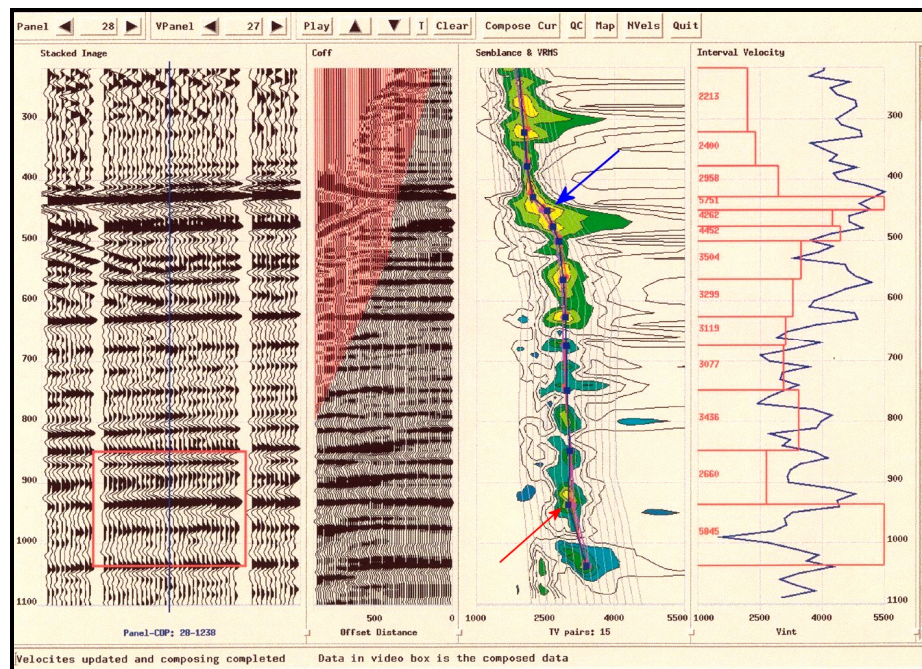 Panel 28 VPanel 27 Play T Clear Compose Cur QC Map NVels Quit
Stacked Image Coff Semblance & VRMS Interval Velocity
300 2213 300
2400
400 2958 400
5751
4262
4452
500 500
3504
600 3299 600
3119
700 3077 700
800 3436 800
900 2660 900
1000 5845 1000
1100 1100
500 0 1000 2500 4000 5500 1000 2500 4000 5500
Panel-CDP: 28-1238 Offset Distance TV pairs: 15 Vint
Velocites updated and composing completed Data in video box is the composed data